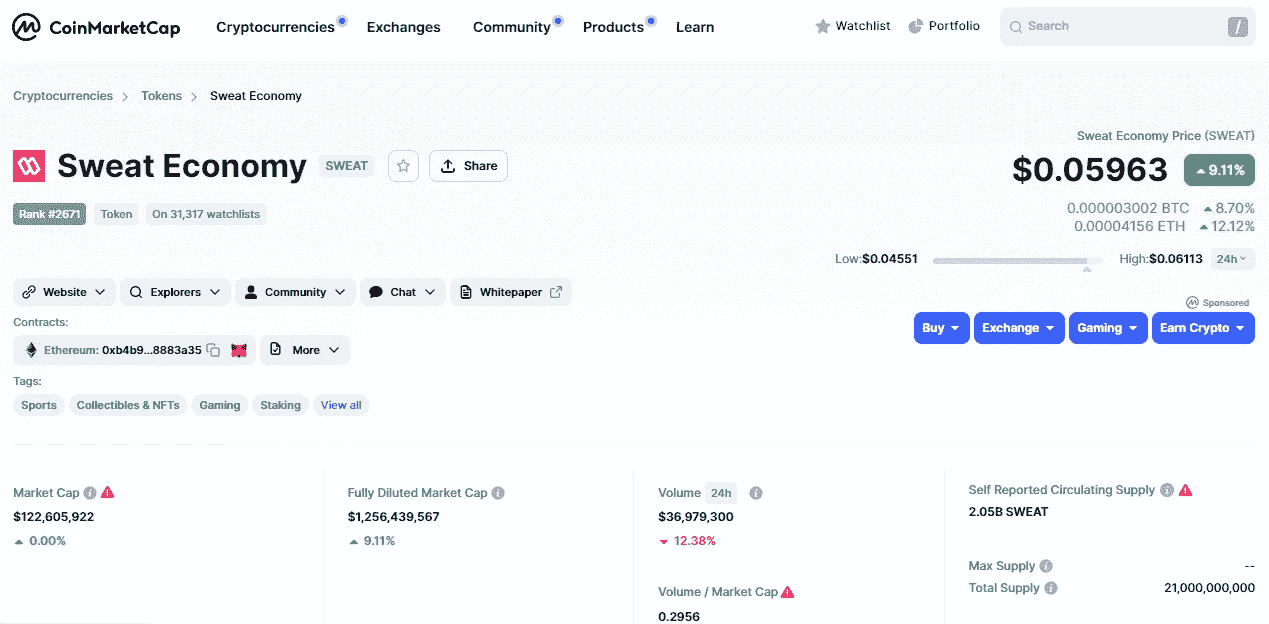 CoinMarketCap Cryptocurrencies Exchanges Community Products Learn Watchlist Portfolio Search /
Cryptocurrencies > Tokens > Sweat Economy
Sweat Economy Price (SWEAT)
Sweat Economy SWEAT Share
$0.05963 9.11%
Rank #2671 Token On 31,317 watchlists
0.000003002 BTC 8.70%
0.00004156 ETH 12.12%
Low:$0.04551 High:$0.06113 24h
Website Explorers Community Chat Whitepaper
Sponsored
Buy Exchange Gaming Earn Crypto
Contracts:
Ethereum: 0xb4b9...8883a35 More
Tags:
Sports Collectibles & NFTs Gaming Staking View all
Market Cap
$122,605,922
0.00%
Fully Diluted Market Cap
$1,256,439,567
9.11%
Volume 24h
$36,979,300
12.38%
Volume / Market Cap
0.2956
Self Reported Circulating Supply
2.05B SWEAT
Max Supply --
Total Supply 21,000,000,000